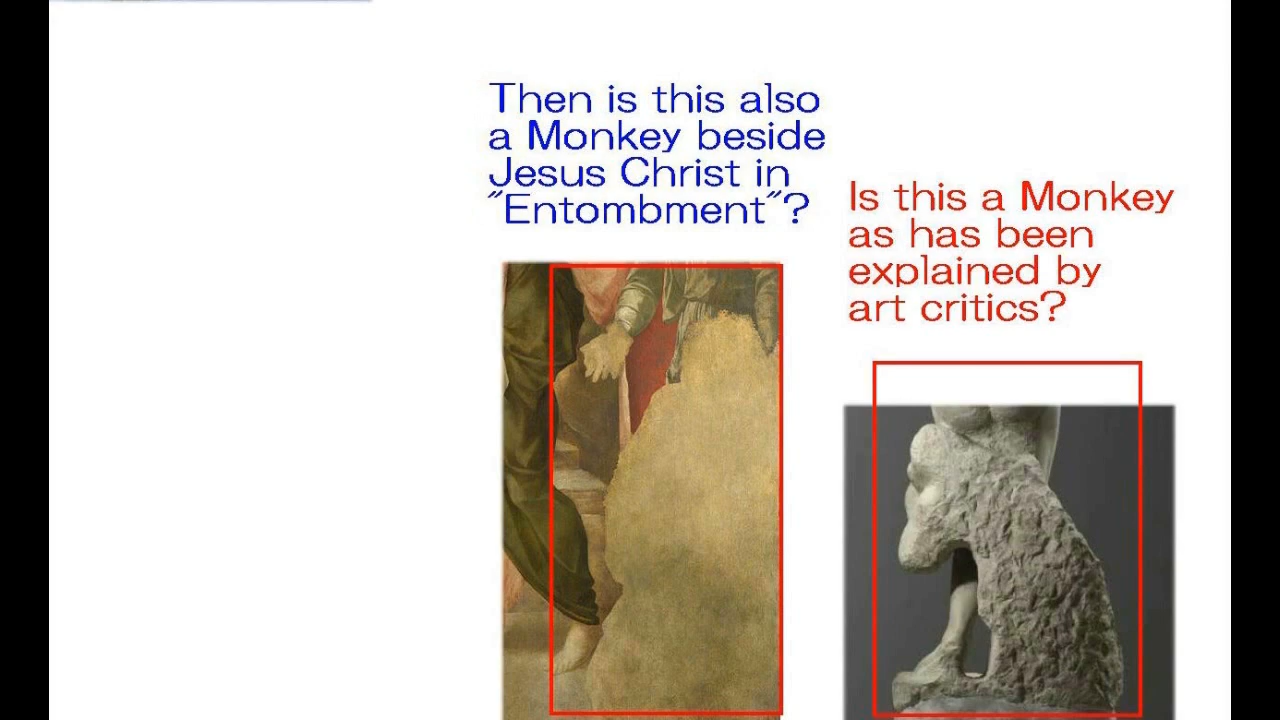 Then is this also
a Monkey beside
Jesus Christ in
"Entombment"?
Is this a Monkey
as has been
explained by
art critics?